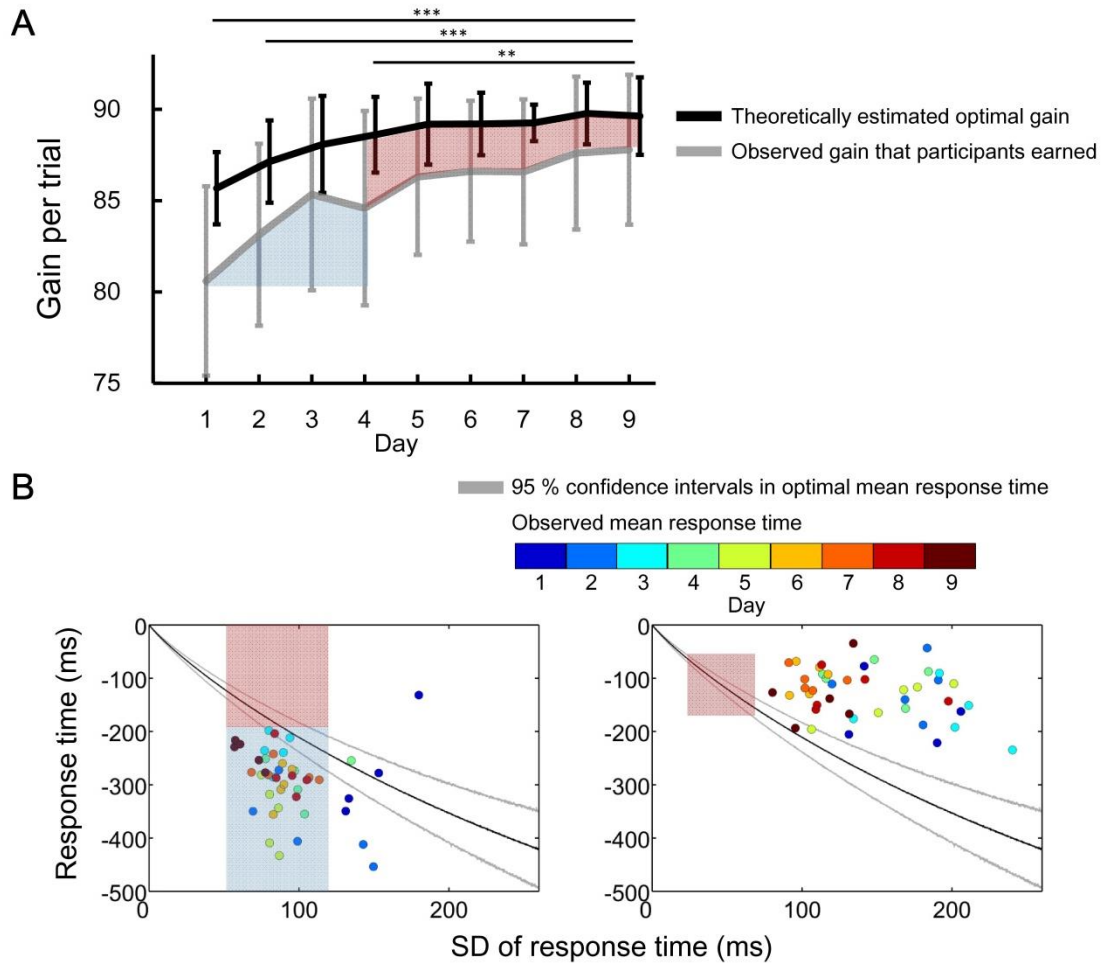 A
***
***
**
Gain per trial
90
85
80
75
1 2 3 4 5 6 7 8 9
Day
Theoretically estimated optimal gain
Observed gain that participants earned
B
95 % confidence intervals in optimal mean response time
Observed mean response time
1 2 3 4 5 6 7 8 9
Day
Response time (ms)
0
-100
-200
-300
-400
-500
0 100 200
0
-100
-200
-300
-400
-500
0 100 200
SD of response time (ms)